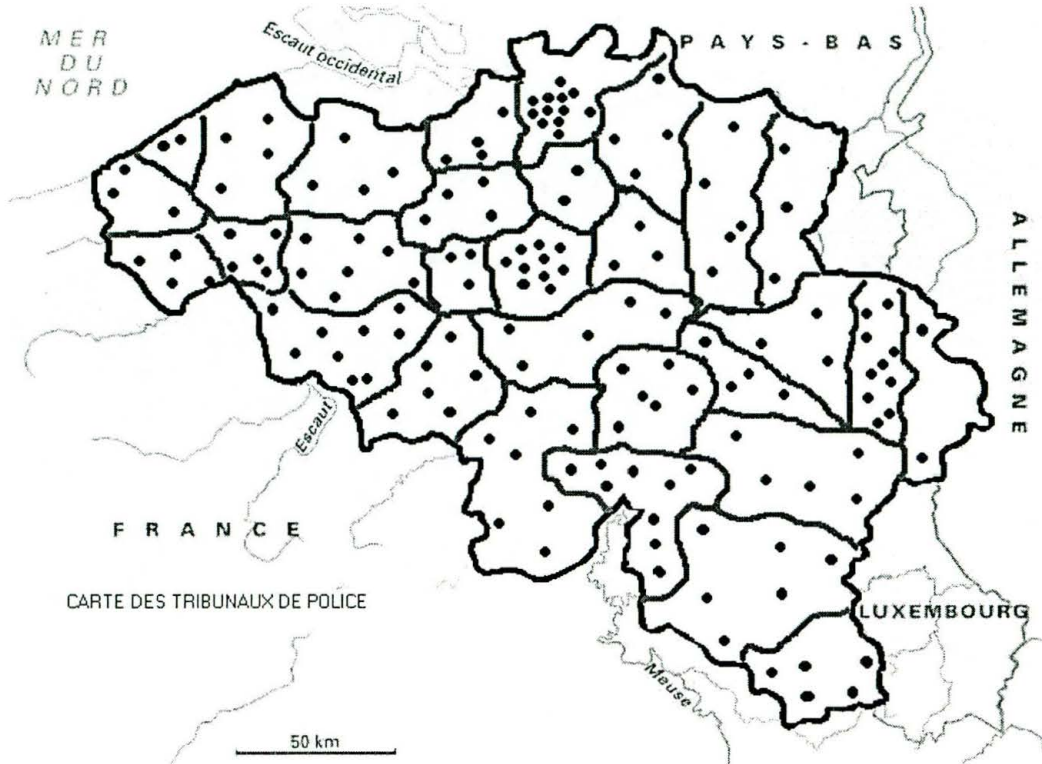 MER
DU
NORD
Escaut occidental
PAYS-BAS
ALLEMAGNE
Escaut
FRANCE
CARTE DES TRIBUNAUX DE POLICE
LUXEMBOURG
Meuse
50 km